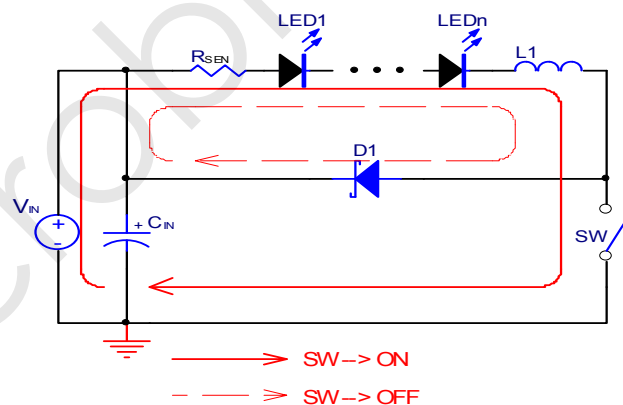 LED1
LEDn
RSEN
L1
D1
VIN
+
-
+ CIN
SW
SW--> ON
SW--> OFF